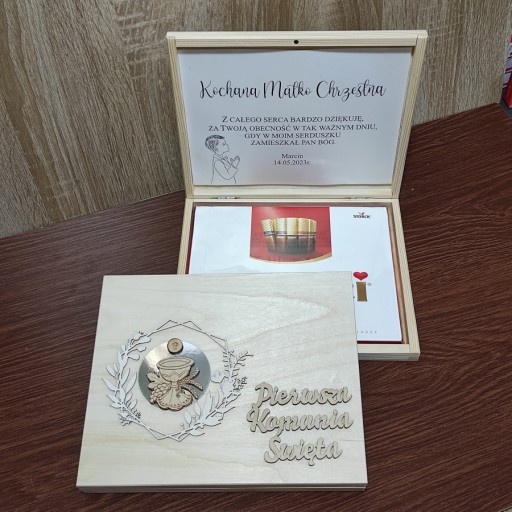 Kochana Matko Chrzestna
Z CAŁEGO SERCA BARDZO DZIĘKUJĘ,
ZA TWOJĄ OBECNOŚĆ W TAK WAŻNYM DNIU,
GDY W MOIM SERDUSZKU
ZAMIESZKAŁ PAN BÓG.
Marcin
14.05.2023r.
STORCK
Pierwsza
Komunia
Święta